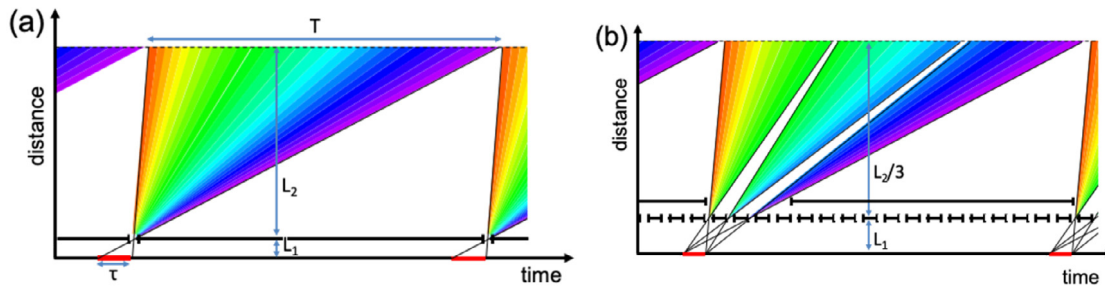 (a)
T
distance
L₂
L₁
τ
time
(b)
distance
L₂/3
L₁
time